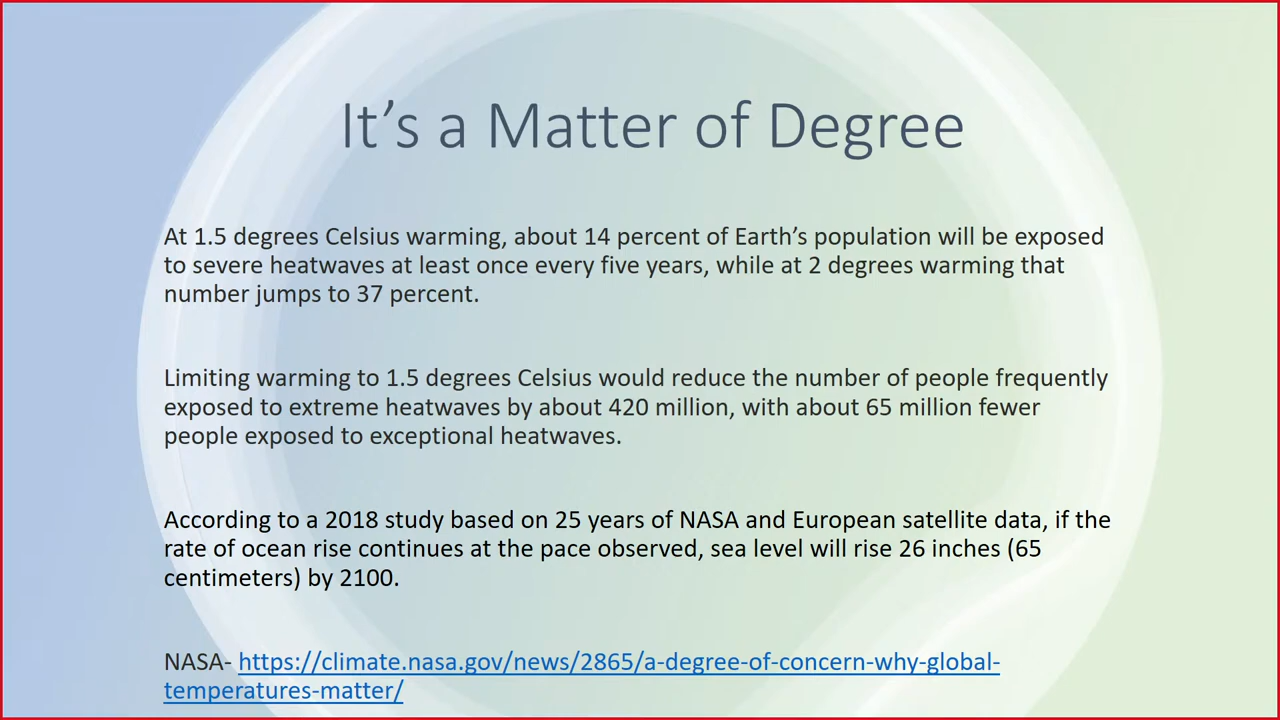 It’s a Matter of Degree
At 1.5 degrees Celsius warming, about 14 percent of Earth’s population will be exposed
to severe heatwaves at least once every five years, while at 2 degrees warming that
number jumps to 37 percent.
Limiting warming to 1.5 degrees Celsius would reduce the number of people frequently
exposed to extreme heatwaves by about 420 million, with about 65 million fewer
people exposed to exceptional heatwaves.
According to a 2018 study based on 25 years of NASA and European satellite data, if the
rate of ocean rise continues at the pace observed, sea level will rise 26 inches (65
centimeters) by 2100.
NASA- https://climate.nasa.gov/news/2865/a-degree-of-concern-why-global-
temperatures-matter/